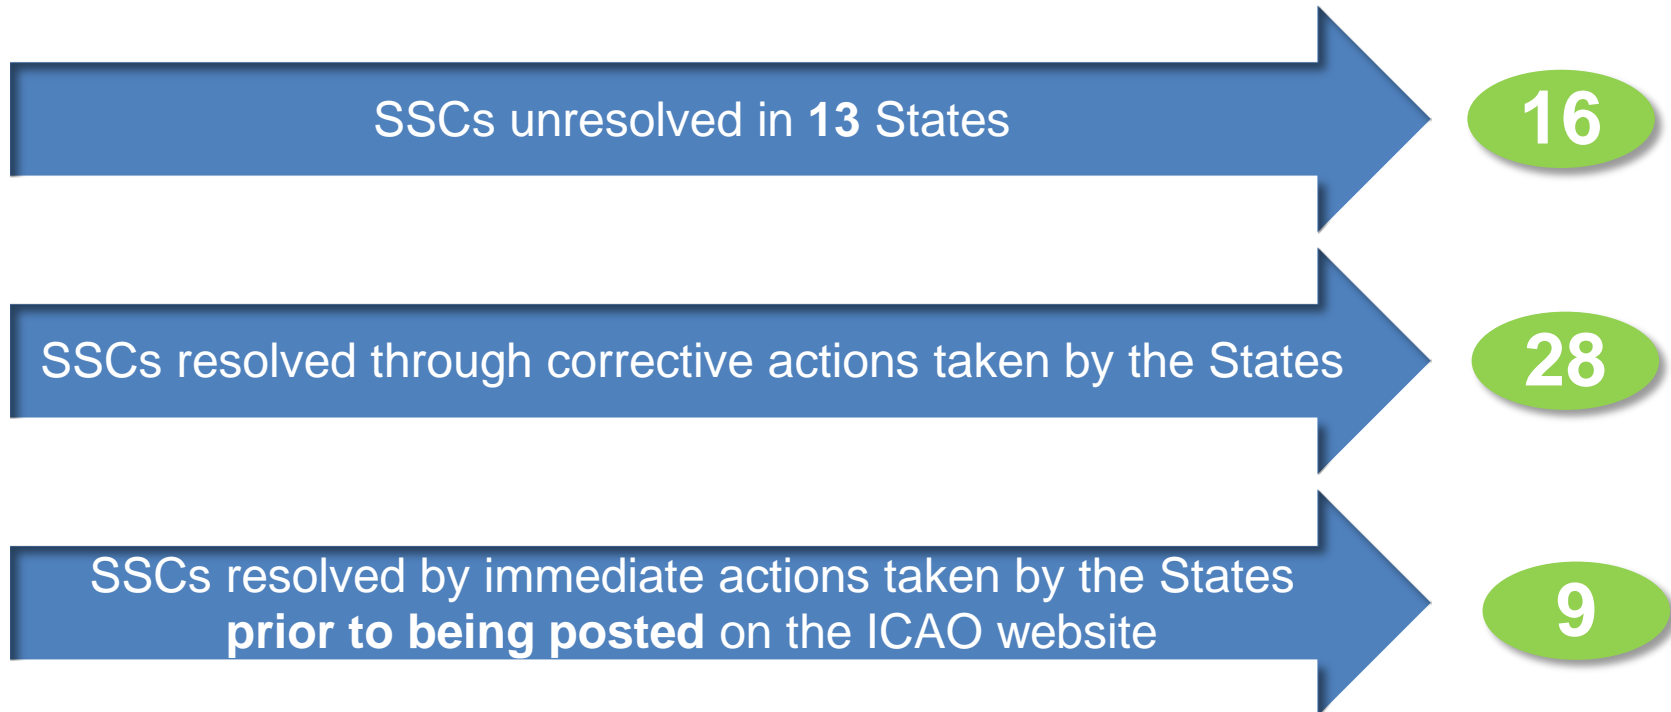 SSCs unresolved in 13 States
16
SSCs resolved through corrective actions taken by the States
28
SSCs resolved by immediate actions taken by the States
prior to being posted on the ICAO website
9